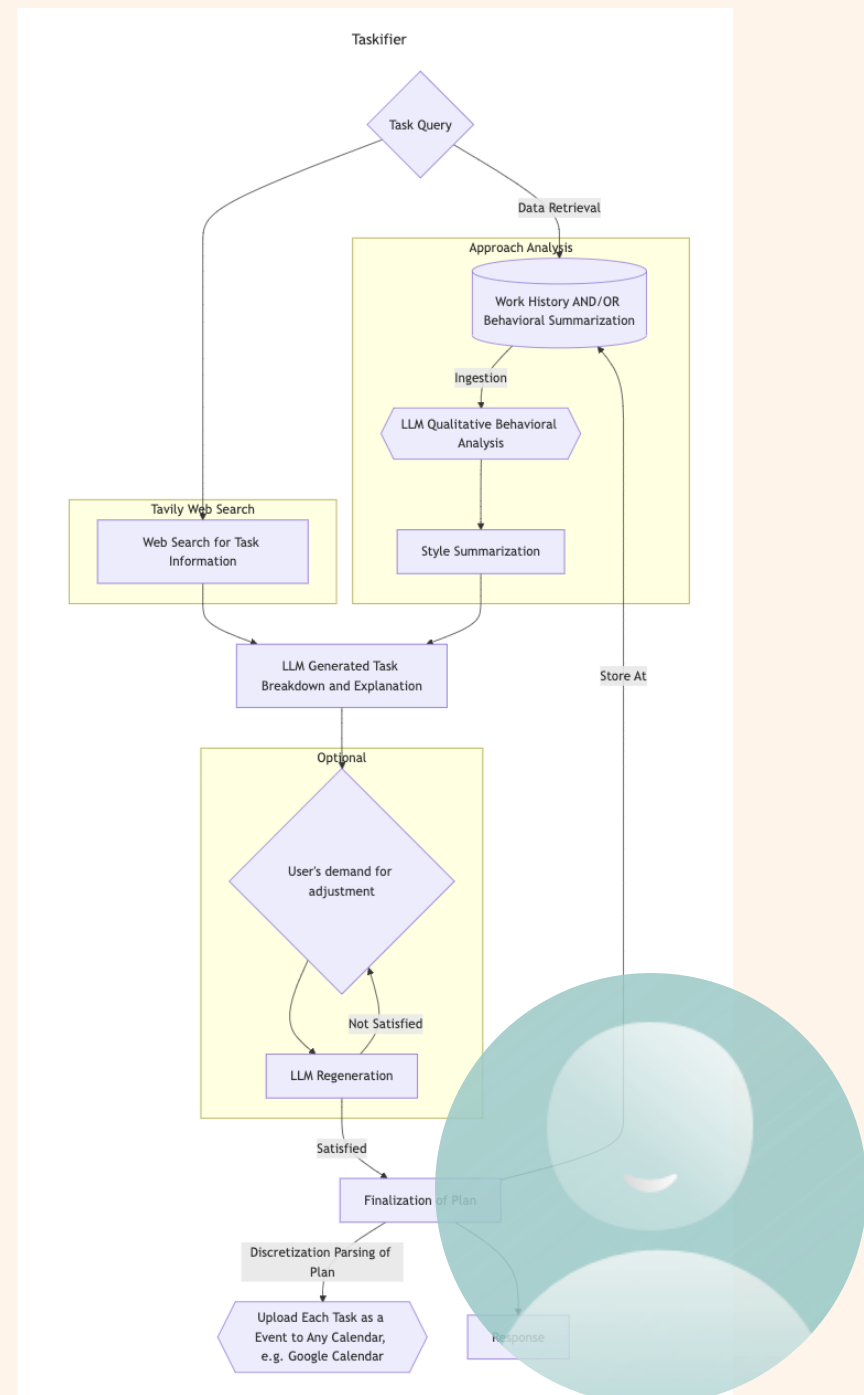 Taskifier
Task Query
Data Retrieval
Approach Analysis
Work History AND/OR
Behavioral Summarization
Ingestion
LLM Qualitative Behavioral
Analysis
Tavily Web Search
Web Search for Task
Information
Style Summarization
LLM Generated Task
Breakdown and Explanation
Store At
Optional
User's demand for
adjustment
Not Satisfied
LLM Regeneration
Satisfied
Finalization of Plan
Discretization Parsing of
Plan
Upload Each Task as a
Event to Any Calendar,
e.g. Google Calendar
Response